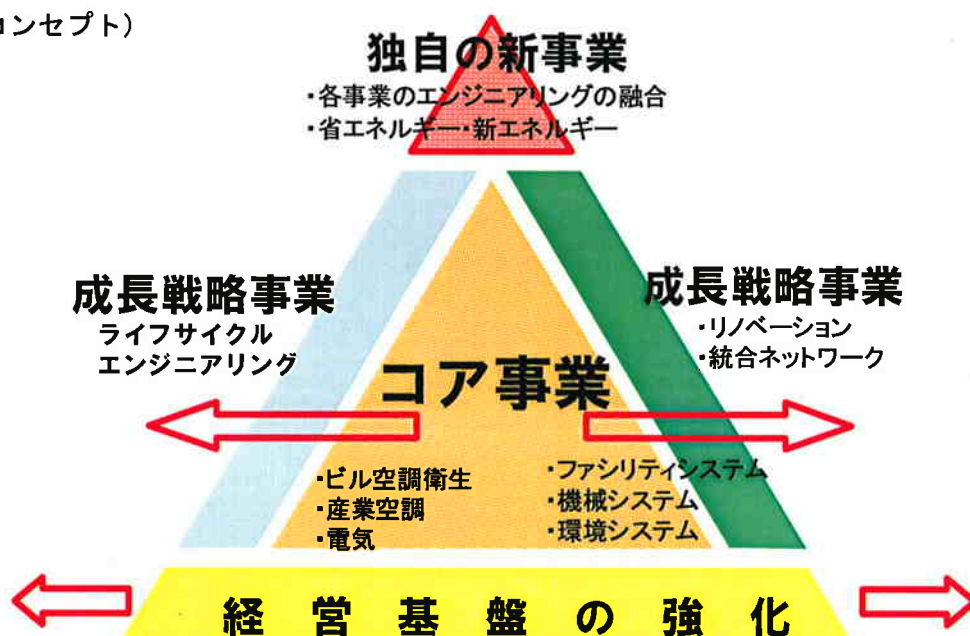 コンセプト）
独自の新事業
・各事業のエンジニアリングの融合
・省エネルギー・新エネルギー
成長戦略事業
ライフサイクル
エンジニアリング
成長戦略事業
・リノベーション
・統合ネットワーク
コア事業
・ビル空調衛生
・産業空調
・電気
・ファシリティシステム
・機械システム
・環境システム
経営基盤の強化